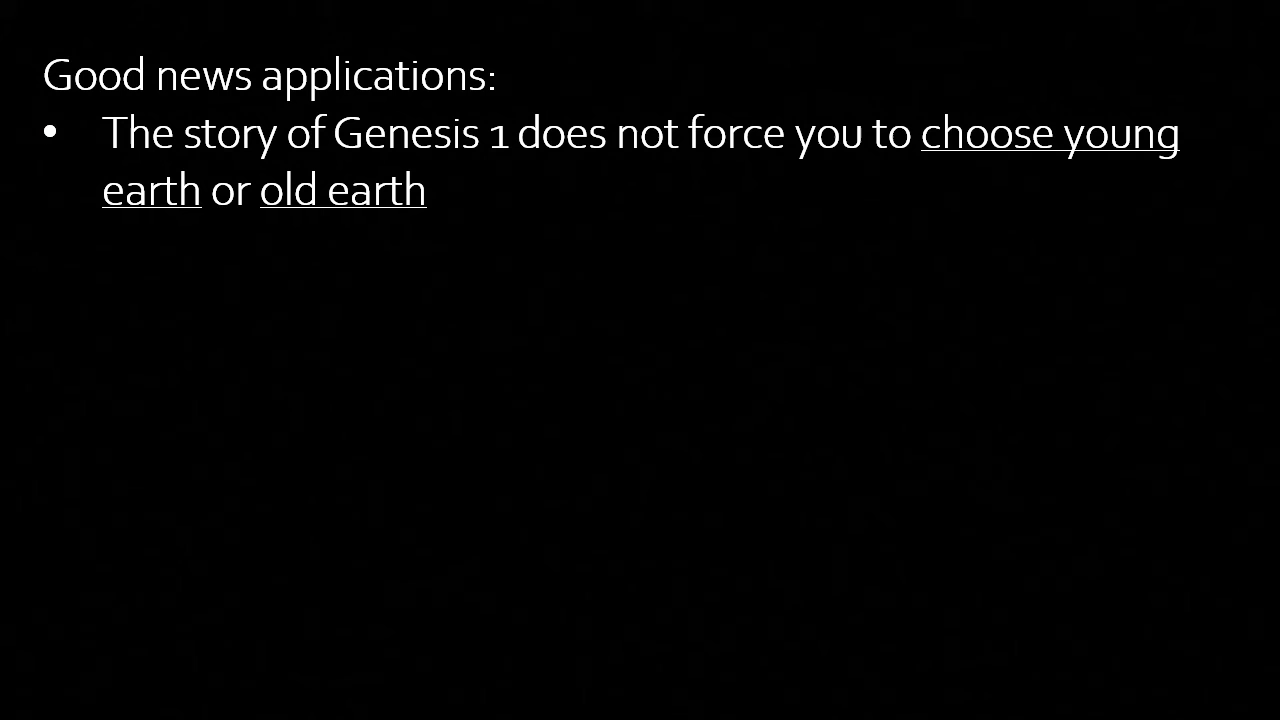 Good news applications:
• The story of Genesis 1 does not force you to choose young
earth or old earth